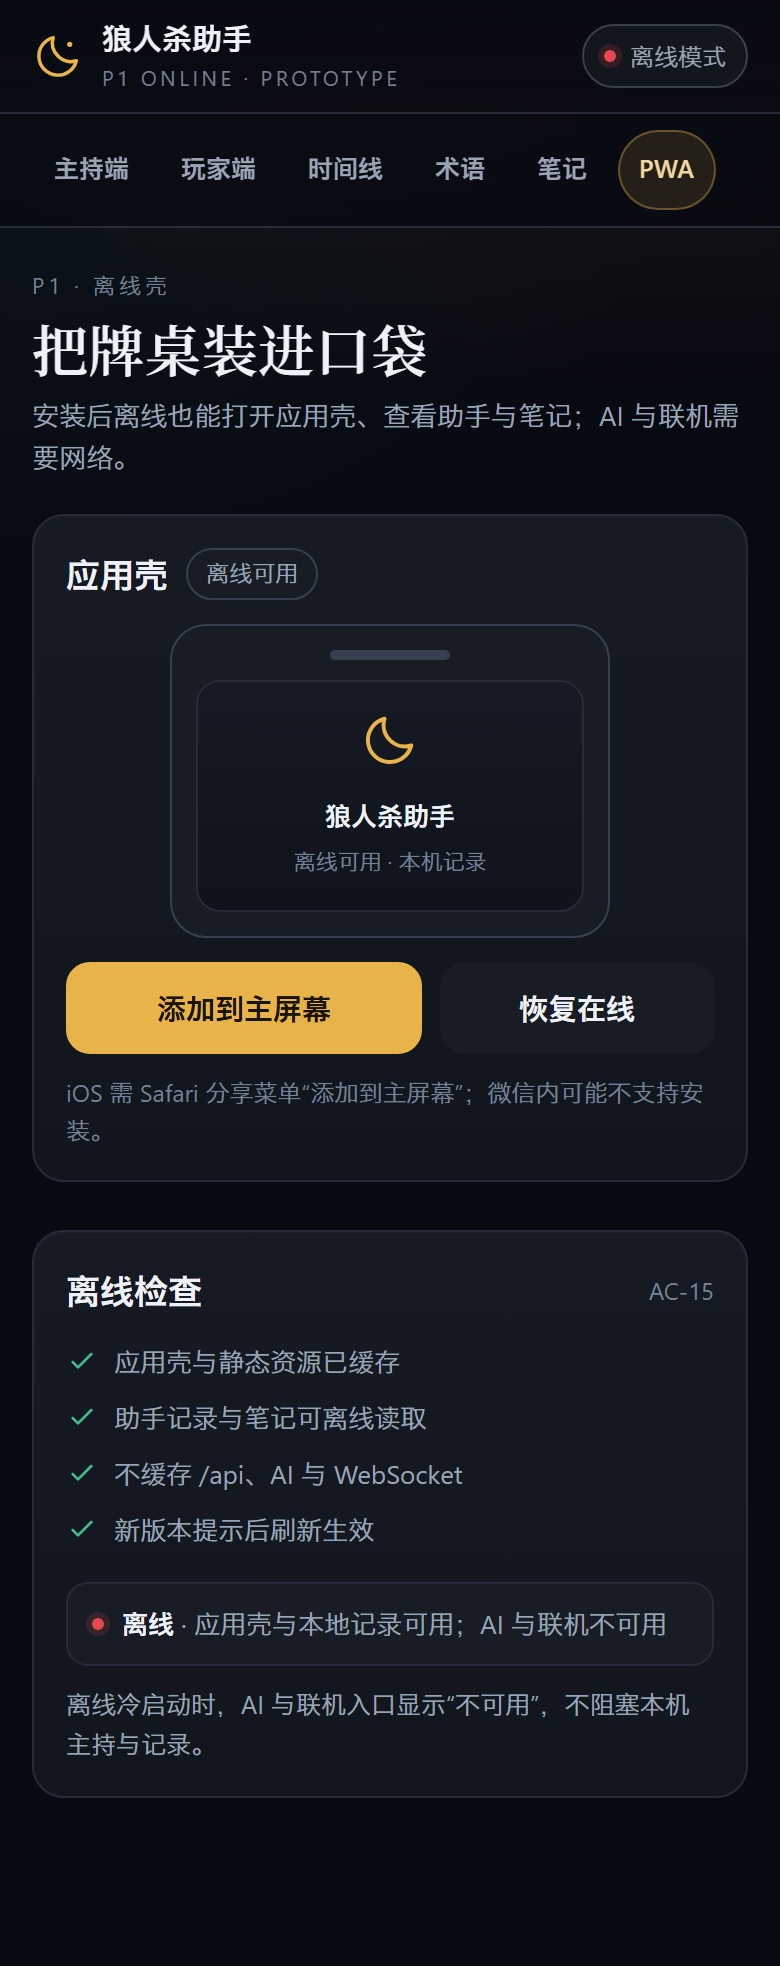 狼人杀助手
P1 ONLINE · PROTOTYPE
离线模式
主持端 玩家端 时间线 术语 笔记 PWA
P1 · 离线壳
把牌桌装进口袋
安装后离线也能打开应用壳、查看助手与笔记；AI 与联机需
要网络。
应用壳 离线可用
狼人杀助手
离线可用 · 本机记录
添加到主屏幕 恢复在线
iOS 需 Safari 分享菜单“添加到主屏幕”；微信内可能不支持安
装。
离线检查 AC-15
应用壳与静态资源已缓存
助手记录与笔记可离线读取
不缓存 /api、AI 与 WebSocket
新版本提示后刷新生效
离线 · 应用壳与本地记录可用；AI 与联机不可用
离线冷启动时，AI 与联机入口显示“不可用”，不阻塞本机
主持与记录。